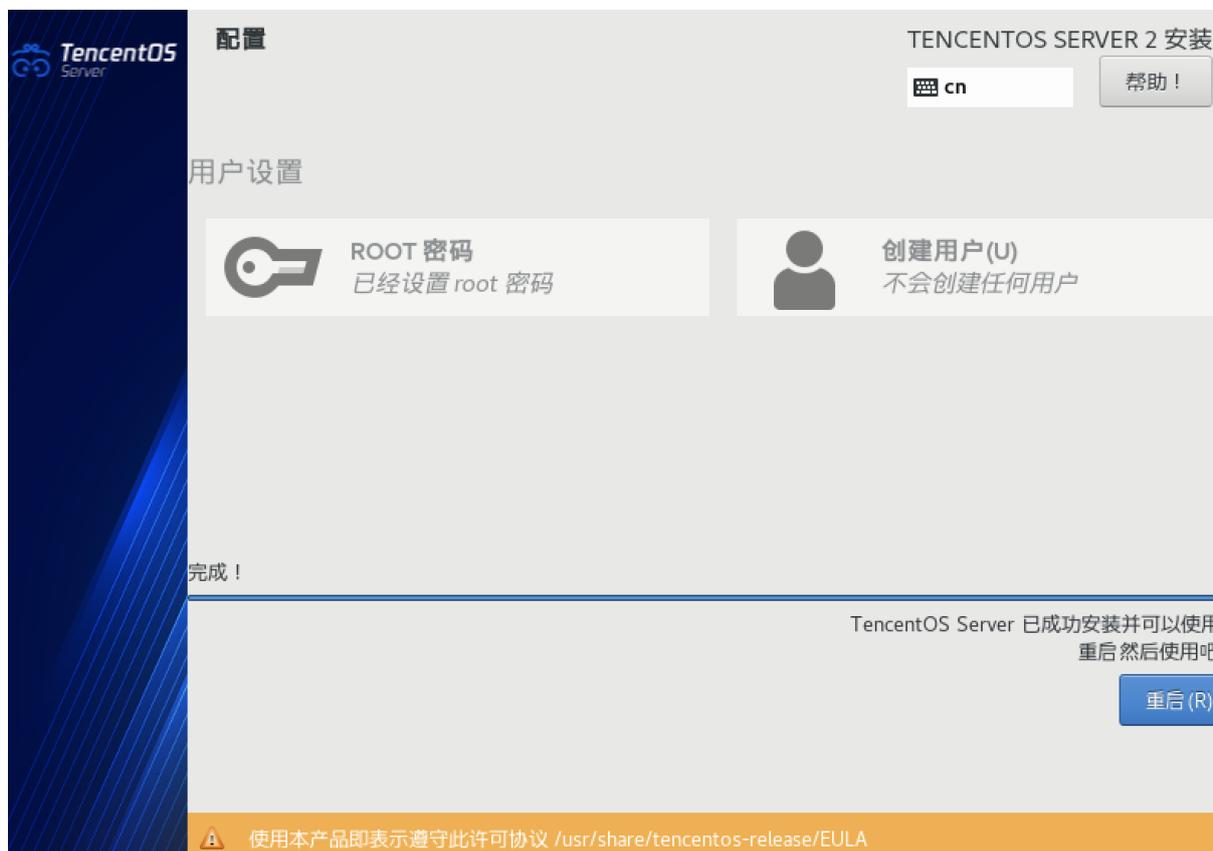 TencentOS
Server
配置
TENCENTOS SERVER 2 安装
cn
帮助！
用户设置
ROOT 密码
已经设置 root 密码
创建用户(U)
不会创建任何用户
完成！
TencentOS Server 已成功安装并可以使用
重启然后使用吧
重启(R)
使用本产品即表示遵守此许可协议 /usr/share/tencentos-release/EULA